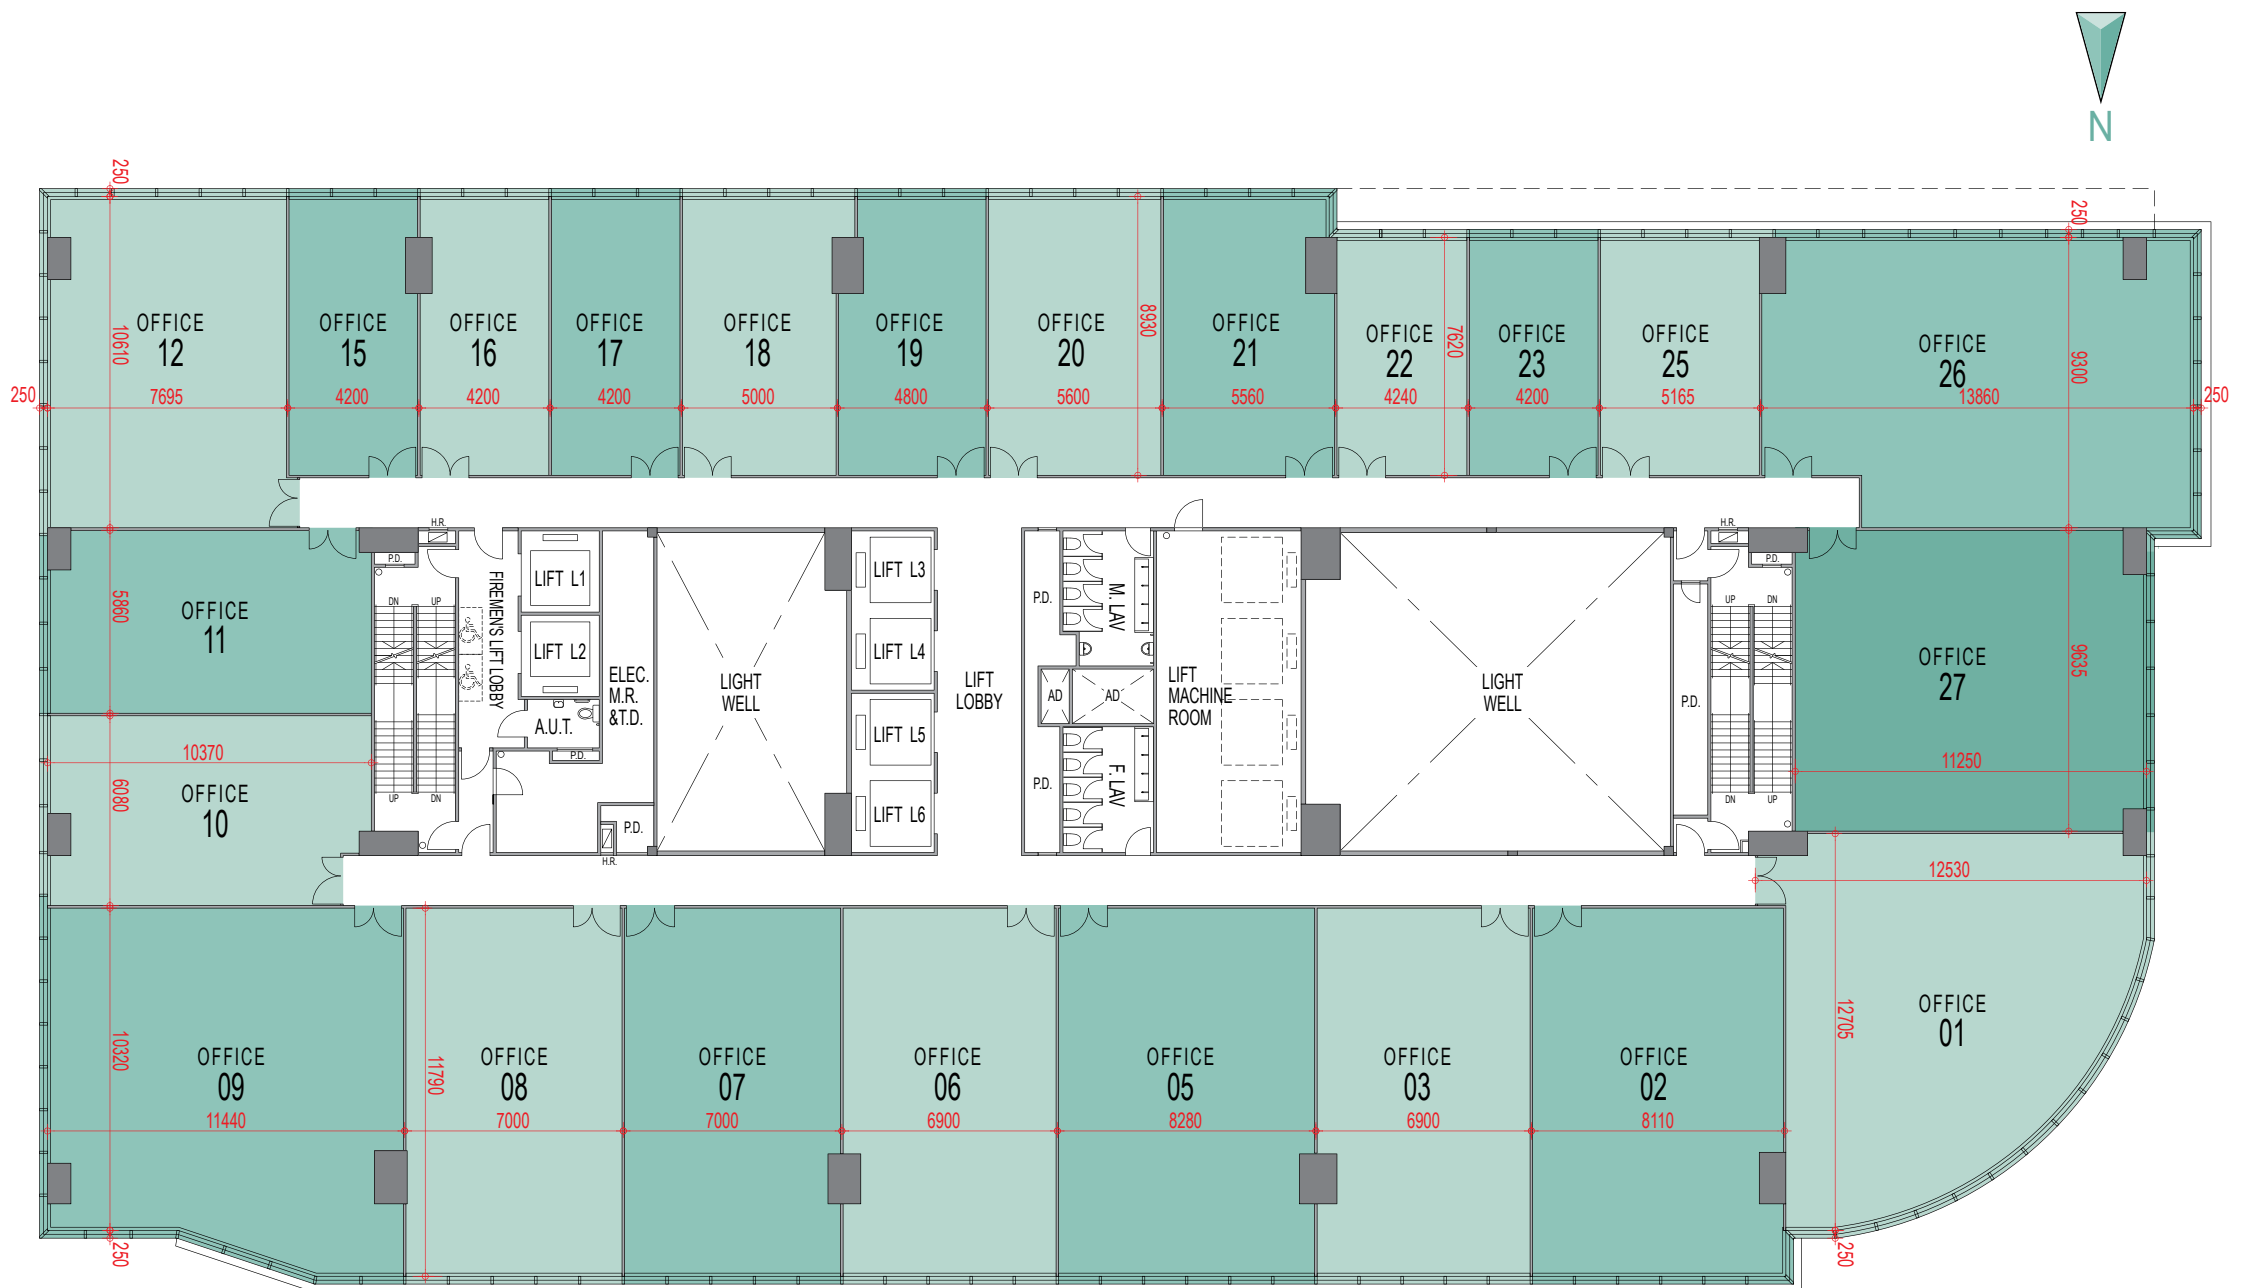 N
250
250
OFFICE
12
OFFICE
15
OFFICE
16
OFFICE
17
OFFICE
18
OFFICE
19
OFFICE
20
OFFICE
21
OFFICE
22
OFFICE
23
OFFICE
25
OFFICE
26
10610
8930
7620
9300
250
7695
4200
4200
4200
5000
4800
5600
5560
4240
4200
5165
13860
250
H.R.
H.R.
P.D.
P.D.
OFFICE
11
5860
DN
UP
FIREMEN'S LIFT LOBBY
LIFT L1
LIFT L2
ELEC.
M.R.
&T.D.
A.U.T.
P.D.
LIGHT
WELL
LIFT L3
LIFT L4
LIFT L5
LIFT L6
LIFT
LOBBY
P.D.
M. LAV
AD
AD
LIFT
MACHINE
ROOM
LIGHT
WELL
P.D.
UP
DN
OFFICE
27
9635
11250
10370
OFFICE
10
6080
UP
DN
P.D.
H.R.
P.D.
F. LAV
DN
UP
12530
OFFICE
09
10320
11440
OFFICE
08
11790
7000
OFFICE
07
7000
OFFICE
06
6900
OFFICE
05
8280
OFFICE
03
6900
OFFICE
02
8110
OFFICE
01
12705
250
250